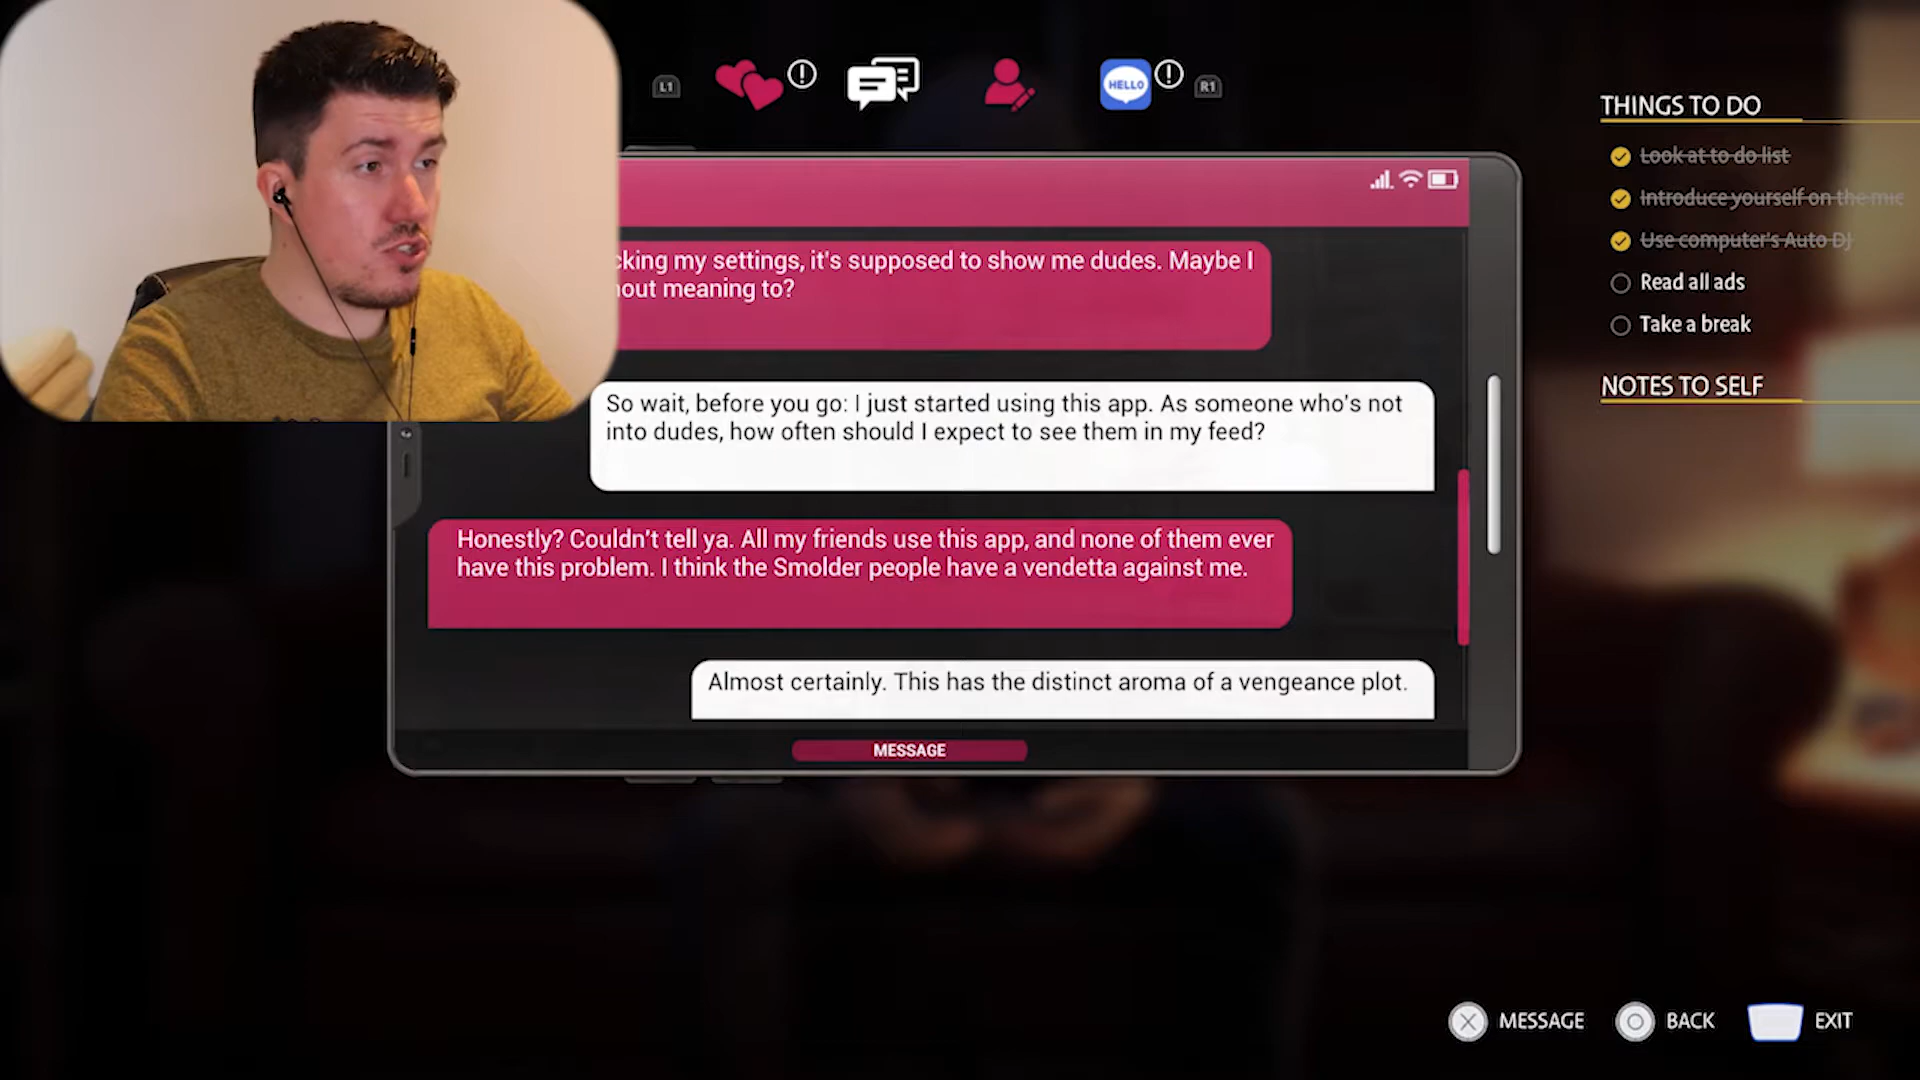 L1
HELLO
R1
THINGS TO DO
Look at to do list
Introduce yourself on the mic
Use computer's Auto DJ
Read all ads
Take a break
NOTES TO SELF
my settings, it's supposed to show me dudes. Maybe I
meaning to?
So wait, before you go: I just started using this app. As someone who's not
into dudes, how often should I expect to see them in my feed?
Honestly? Couldn't tell ya. All my friends use this app, and none of them ever
have this problem. I think the Smolder people have a vendetta against me.
Almost certainly. This has the distinct aroma of a vengeance plot.
MESSAGE
MESSAGE
BACK
EXIT